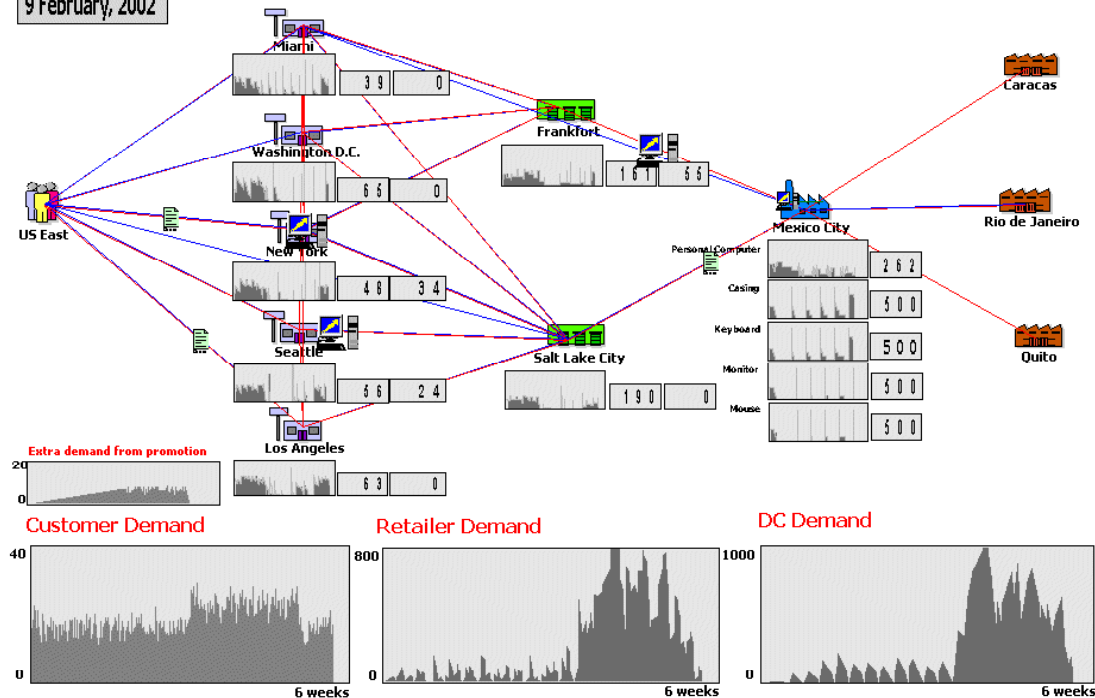 9 February, 2002
Miami
39 0
Caracas
Frankfort
Washington D.C.
161 55
65 0
US East
Mexico City
Rio de Janeiro
New York
Personal Computer
262
46 34
Casing
500
Keyboard
500
Seattle
Salt Lake City
Quito
Monitor
56 24
190 0
500
Mouse
500
Los Angeles
Extra demand from promotion
20
0
63 0
Customer Demand
Retailer Demand
DC Demand
40
800
1000
0
0
0
6 weeks
6 weeks
6 weeks